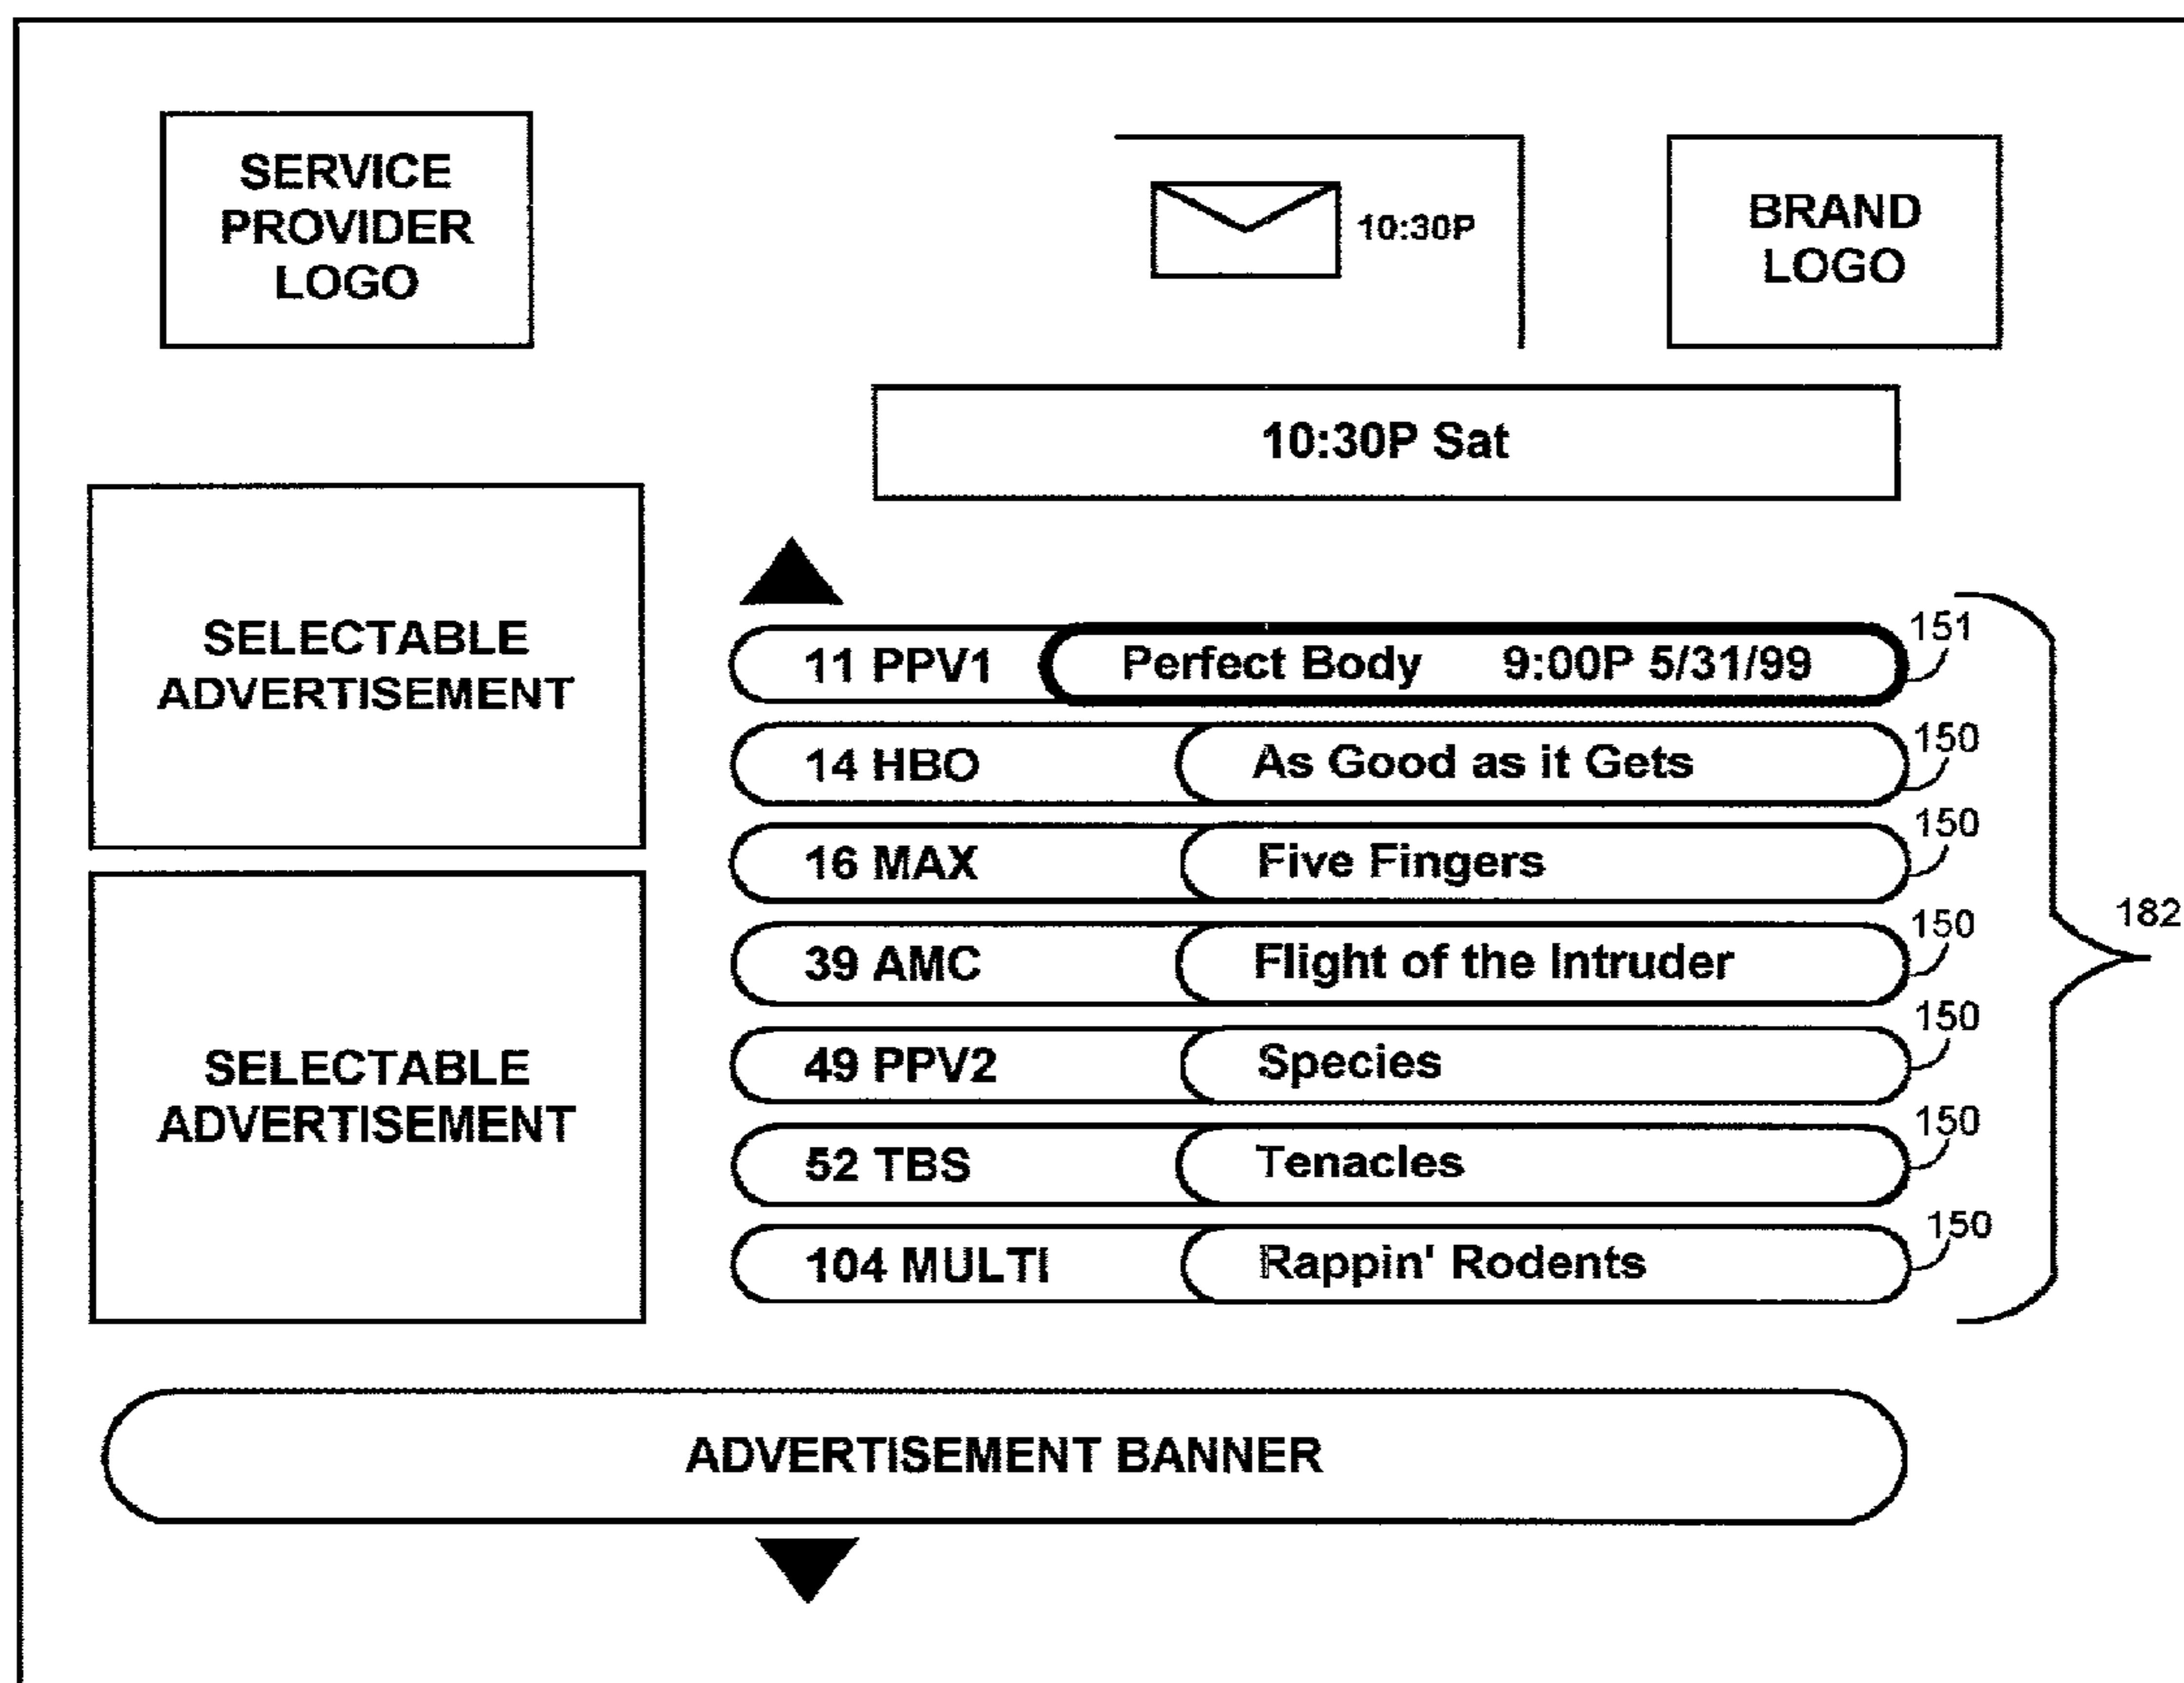 SERVICE
PROVIDER
LOGO
10:30P
BRAND
LOGO
10:30P Sat
SELECTABLE
ADVERTISEMENT
SELECTABLE
ADVERTISEMENT
11 PPV1 Perfect Body 9:00P 5/31/99 151
14 HBO As Good as it Gets 150
16 MAX Five Fingers 150
39 AMC Flight of the Intruder 150
182
49 PPV2 Species 150
52 TBS Tenacles 150
104 MULTI Rappin' Rodents 150
ADVERTISEMENT BANNER